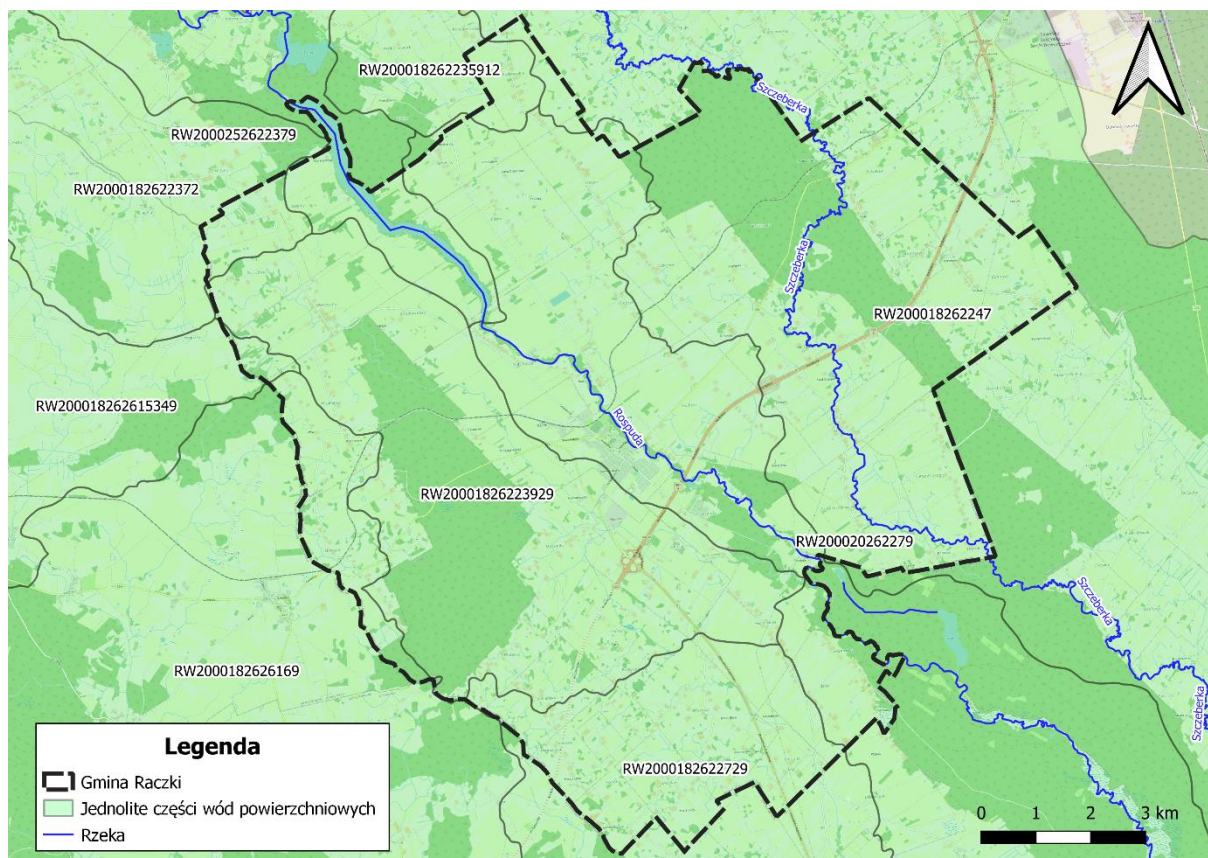 RW200018262235912
Szczeberka
RW2000252622379
RW2000182622372
Szczeberka
RW200018262247
RW200018262615349
Rospuda
RW20001826223929
RW200020262279
Szczeberka
RW2000182626169
Szczeberka
RW2000182622729
Legenda
Gmina Raczki
Jednolite części wód powierzchniowych
Rzeka
0 1 2 3 km